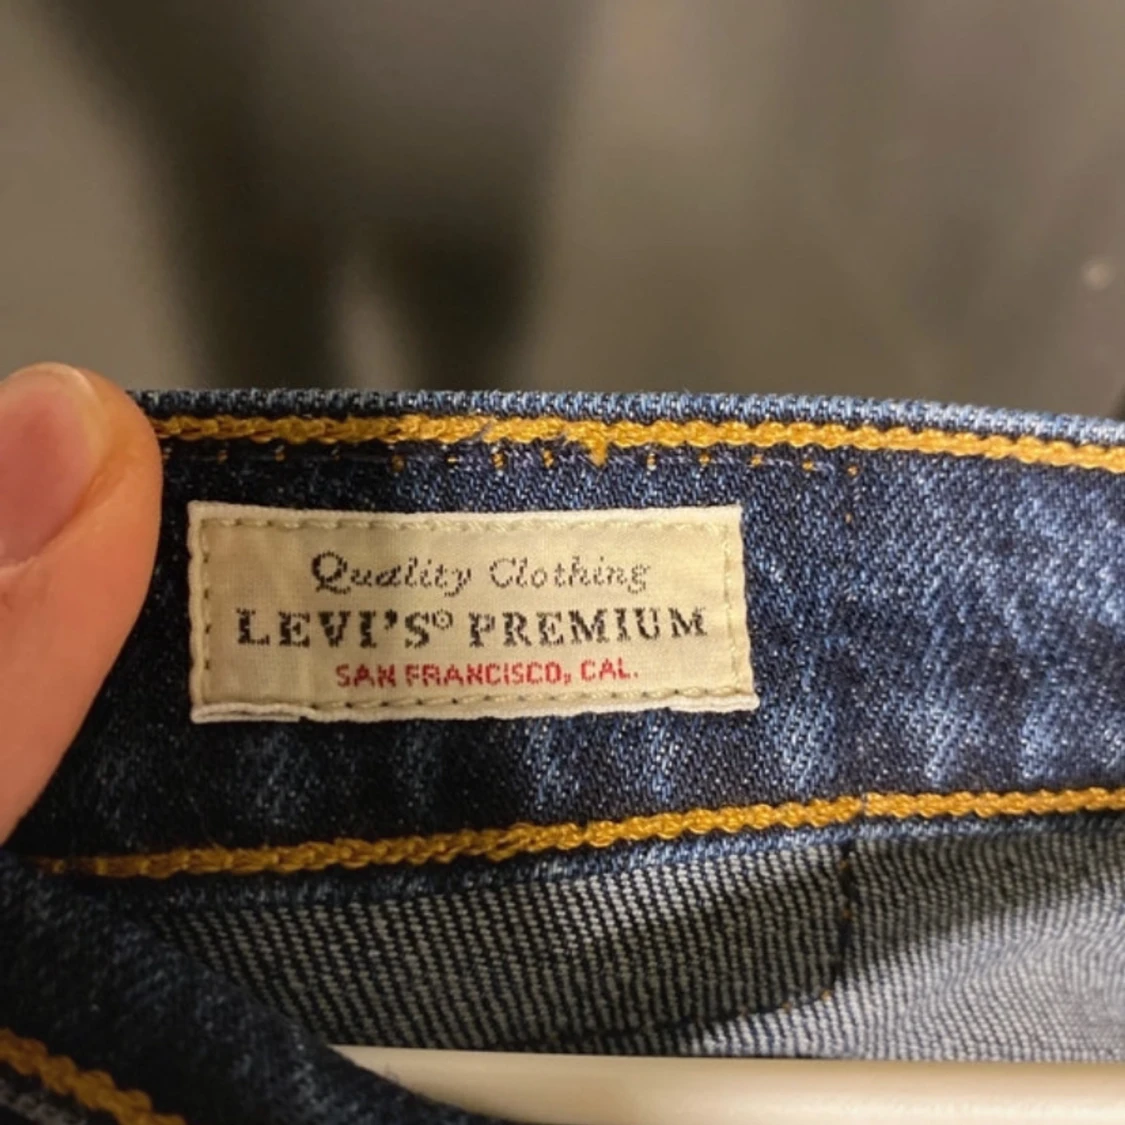 Quality Clothing
LEVI'S® PREMIUM
SAN FRANCISCO, CAL.